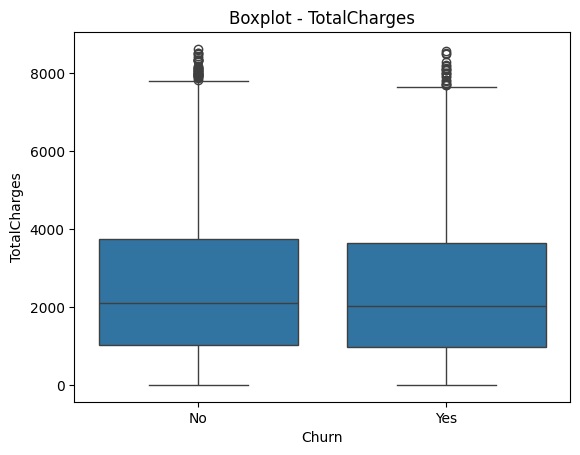 Boxplot - TotalCharges
TotalCharges
8000
6000
4000
2000
0
No
Yes
Churn